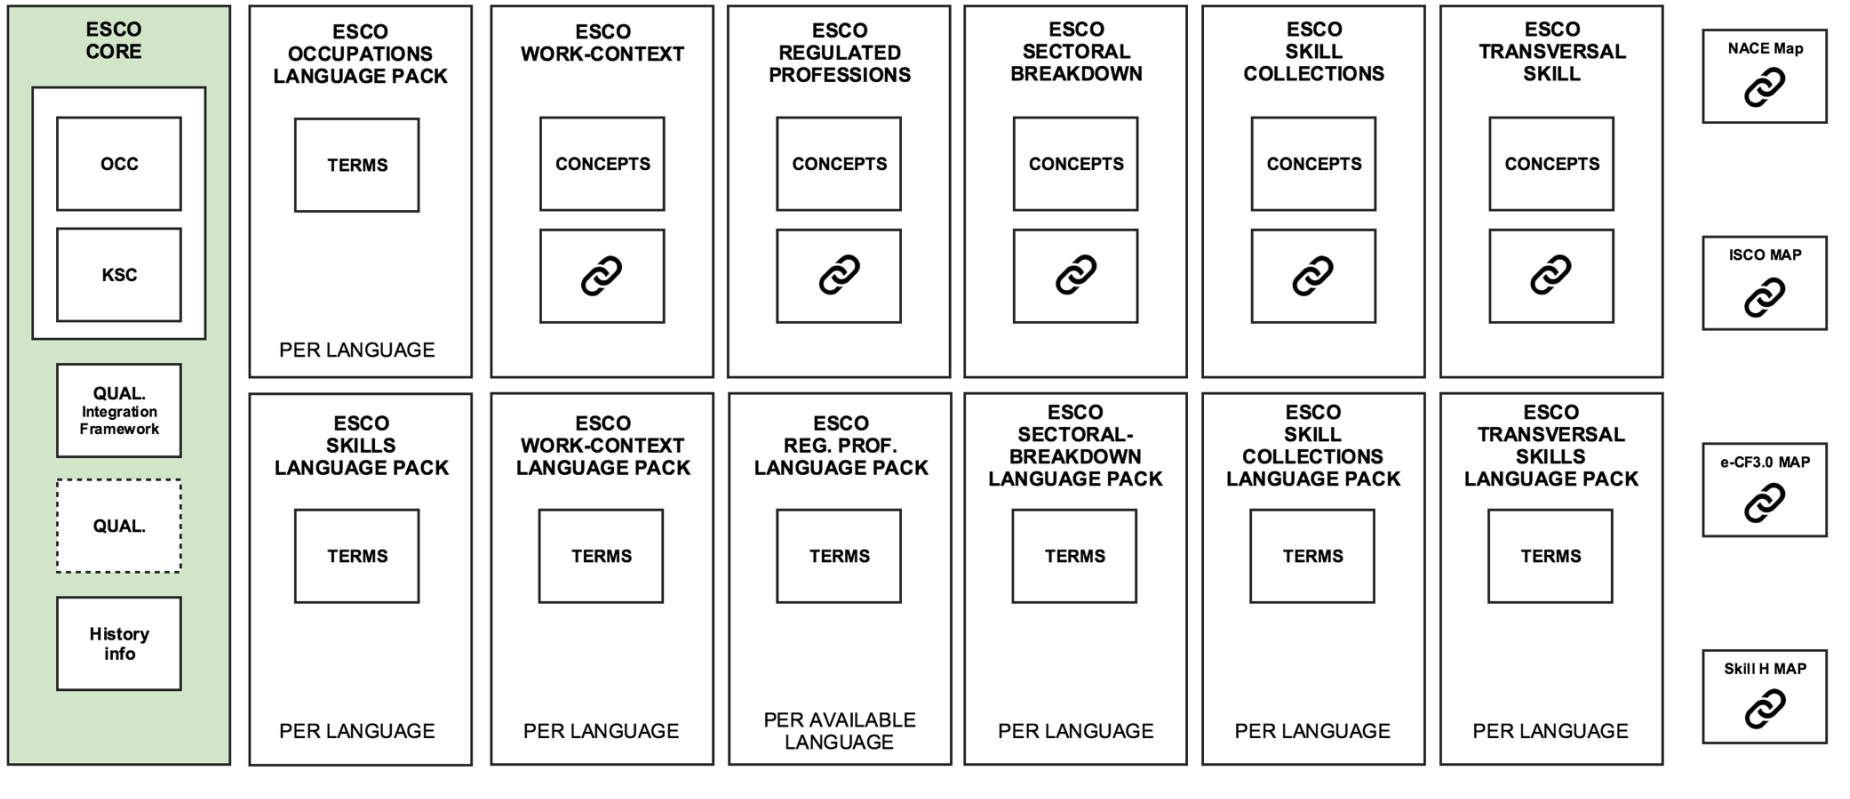 ESCO
CORE
OCC
KSC
QUAL.
Integration
Framework
QUAL.
History
info
ESCO
OCCUPATIONS
LANGUAGE PACK
TERMS
PER LANGUAGE
ESCO
WORK-CONTEXT
CONCEPTS
ESCO
REGULATED
PROFESSIONS
CONCEPTS
ESCO
SECTORAL
BREAKDOWN
CONCEPTS
ESCO
SKILL
COLLECTIONS
CONCEPTS
ESCO
TRANSVERSAL
SKILL
CONCEPTS
ESCO
SKILLS
LANGUAGE PACK
TERMS
PER LANGUAGE
ESCO
WORK-CONTEXT
LANGUAGE PACK
TERMS
PER LANGUAGE
ESCO
REG. PROF.
LANGUAGE PACK
TERMS
PER AVAILABLE
LANGUAGE
ESCO
SECTORAL-
BREAKDOWN
LANGUAGE PACK
TERMS
PER LANGUAGE
ESCO
SKILL
COLLECTIONS
LANGUAGE PACK
TERMS
PER LANGUAGE
ESCO
TRANSVERSAL
SKILLS
LANGUAGE PACK
TERMS
PER LANGUAGE
NACE Map
ISCO MAP
e-CF3.0 MAP
Skill H MAP